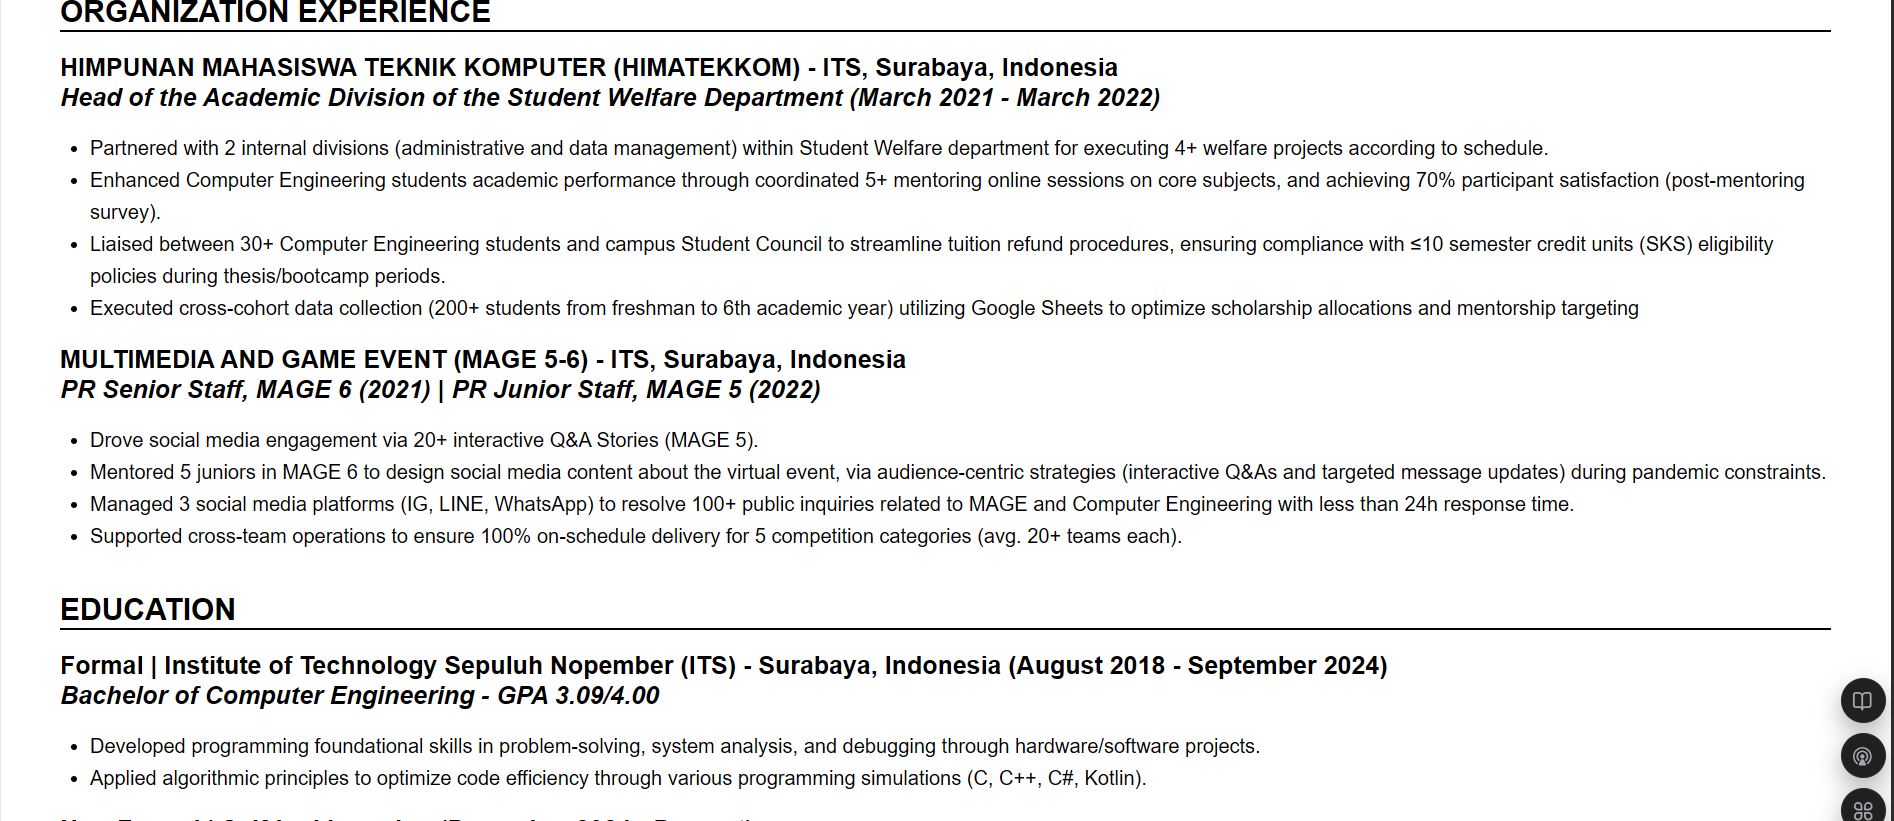 ORGANIZATION EXPERIENCE
HIMPUNAN MAHASISWA TEKNIK KOMPUTER (HIMATEKKOM) - ITS, Surabaya, Indonesia
Head of the Academic Division of the Student Welfare Department (March 2021 - March 2022)
• Partnered with 2 internal divisions (administrative and data management) within Student Welfare department for executing 4+ welfare projects according to schedule.
• Enhanced Computer Engineering students academic performance through coordinated 5+ mentoring online sessions on core subjects, and achieving 70% participant satisfaction (post-mentoring
survey).
• Liaised between 30+ Computer Engineering students and campus Student Council to streamline tuition refund procedures, ensuring compliance with ≤10 semester credit units (SKS) eligibility
policies during thesis/bootcamp periods.
• Executed cross-cohort data collection (200+ students from freshman to 6th academic year) utilizing Google Sheets to optimize scholarship allocations and mentorship targeting
MULTIMEDIA AND GAME EVENT (MAGE 5-6) - ITS, Surabaya, Indonesia
PR Senior Staff, MAGE 6 (2021) | PR Junior Staff, MAGE 5 (2022)
• Drove social media engagement via 20+ interactive Q&A Stories (MAGE 5).
• Mentored 5 juniors in MAGE 6 to design social media content about the virtual event, via audience-centric strategies (interactive Q&As and targeted message updates) during pandemic constraints.
• Managed 3 social media platforms (IG, LINE, WhatsApp) to resolve 100+ public inquiries related to MAGE and Computer Engineering with less than 24h response time.
• Supported cross-team operations to ensure 100% on-schedule delivery for 5 competition categories (avg. 20+ teams each).
EDUCATION
Formal | Institute of Technology Sepuluh Nopember (ITS) - Surabaya, Indonesia (August 2018 - September 2024)
Bachelor of Computer Engineering - GPA 3.09/4.00
• Developed programming foundational skills in problem-solving, system analysis, and debugging through hardware/software projects.
• Applied algorithmic principles to optimize code efficiency through various programming simulations (C, C++, C#, Kotlin).